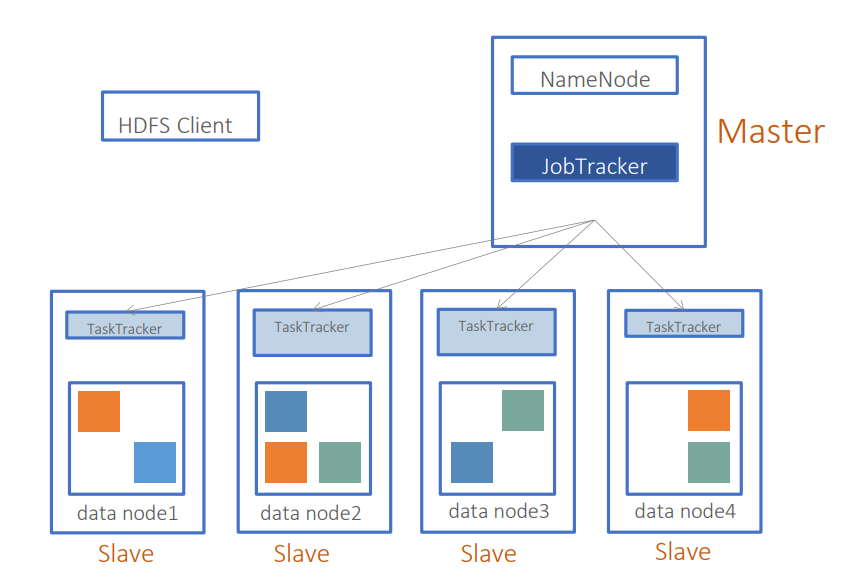 NameNode
HDFS Client
Master
JobTracker
TaskTracker
TaskTracker
TaskTracker
TaskTracker
data node1
data node2
data node3
data node4
Slave
Slave
Slave
Slave